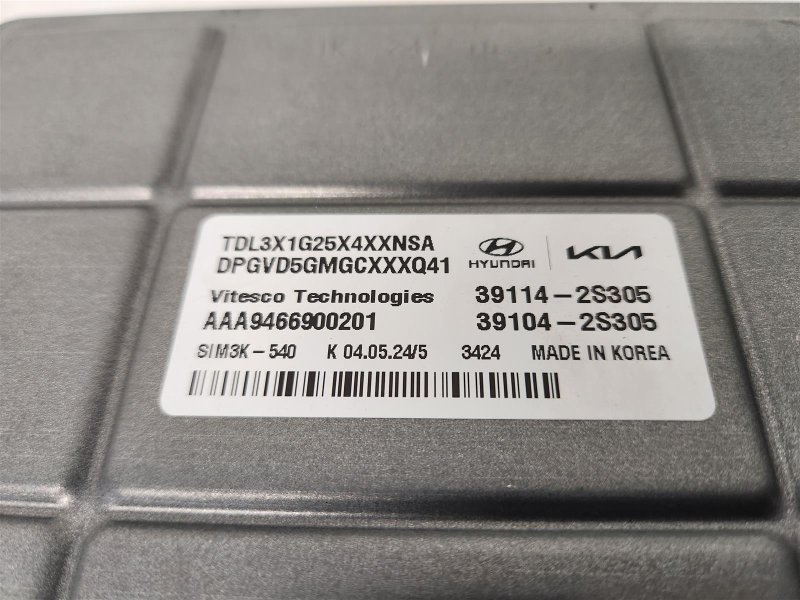 TDL3X1G25X4XXNSA
DPGVD5GMGCXXXQ41
HYUNDAI
KIA
Vitesco Technologies 39114-2S305
AAA9466900201 39104-2S305
SIM3K-540 K 04.05.24/5 3424 MADE IN KOREA